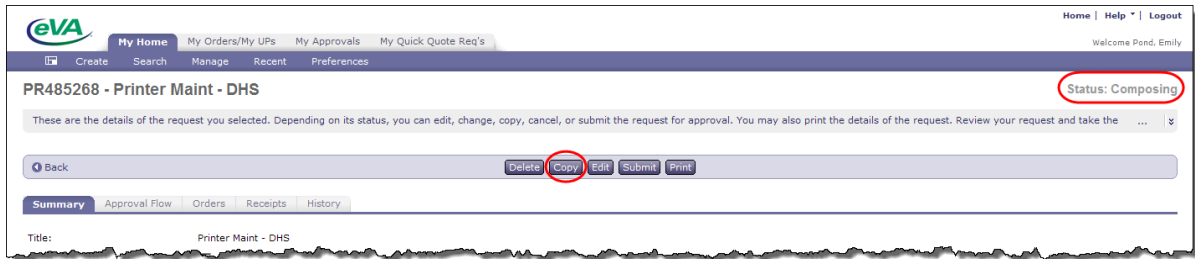 Home | Help | Logout
eVA
My Home My Orders/My UPs My Approvals My Quick Quote Req's
Welcome Pond, Emily
Create Search Manage Recent Preferences
PR485268 - Printer Maint - DHS
Status: Composing
These are the details of the request you selected. Depending on its status, you can edit, change, copy, cancel, or submit the request for approval. You may also print the details of the request. Review your request and take the ...
Back
Delete Copy Edit Submit Print
Summary Approval Flow Orders Receipts History
Title: Printer Maint - DHS